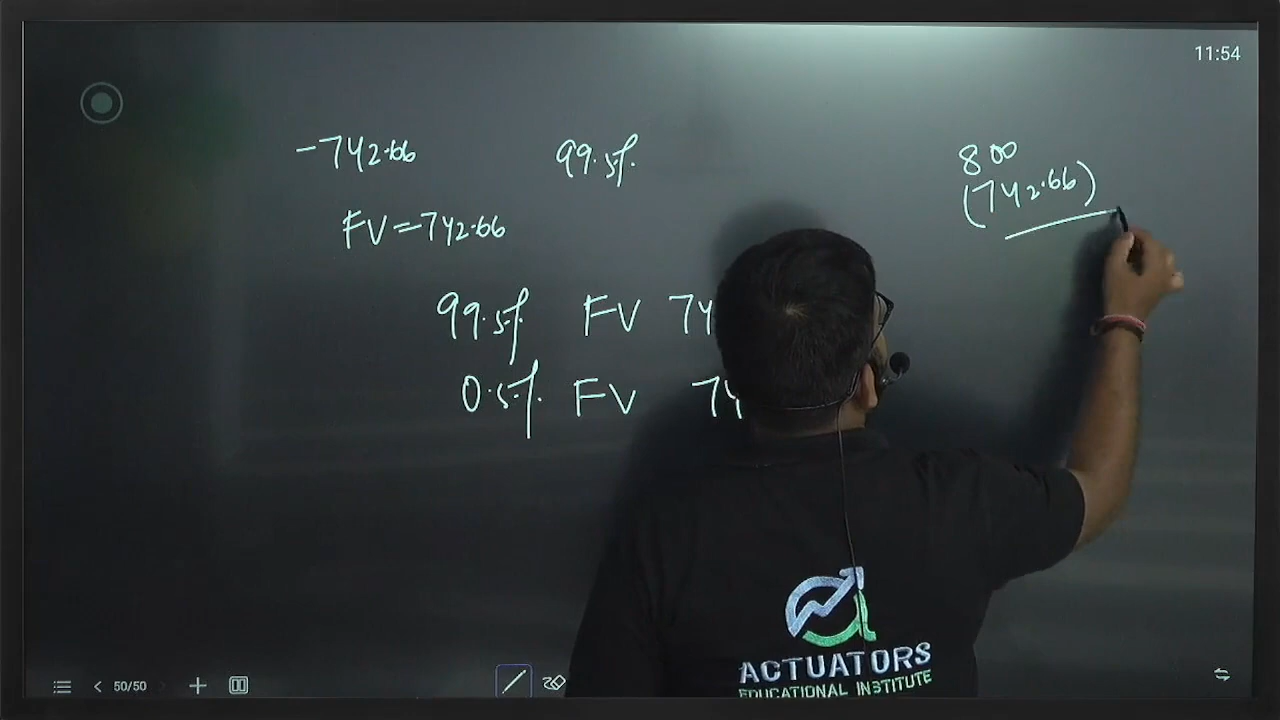 11:54
-742.66 99.5%
FV = -742.66
99.5% FV 74
0.5% FV 74
800
(742.66)
50/50
ACTUATORS
EDUCATIONAL INSTITUTE